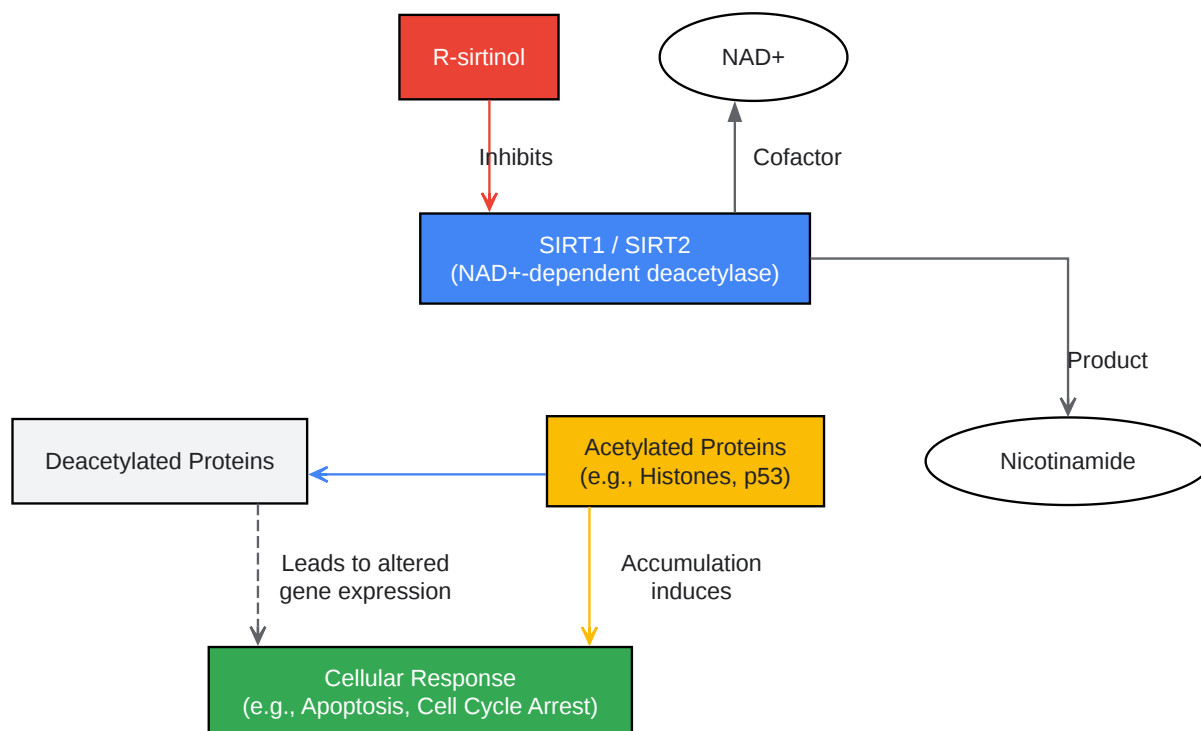 R-sirtinol
NAD+
Inhibits
Cofactor
SIRT1 / SIRT2
(NAD+-dependent deacetylase)
Product
Deacetylated Proteins
Acetylated Proteins
(e.g., Histones, p53)
Nicotinamide
Leads to altered
gene expression
Accumulation
induces
Cellular Response
(e.g., Apoptosis, Cell Cycle Arrest)